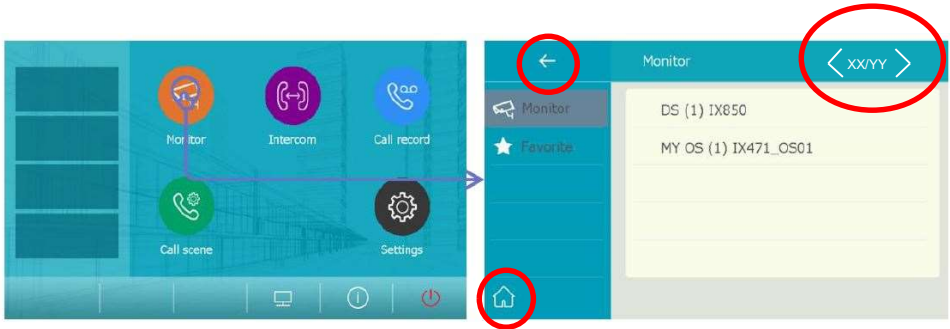 Monitor
Intercom
Call record
Call scene
Settings
Monitor
XX/YY
Monitor
Favorite
DS (1) IX850
MY OS (1) IX471_OS01